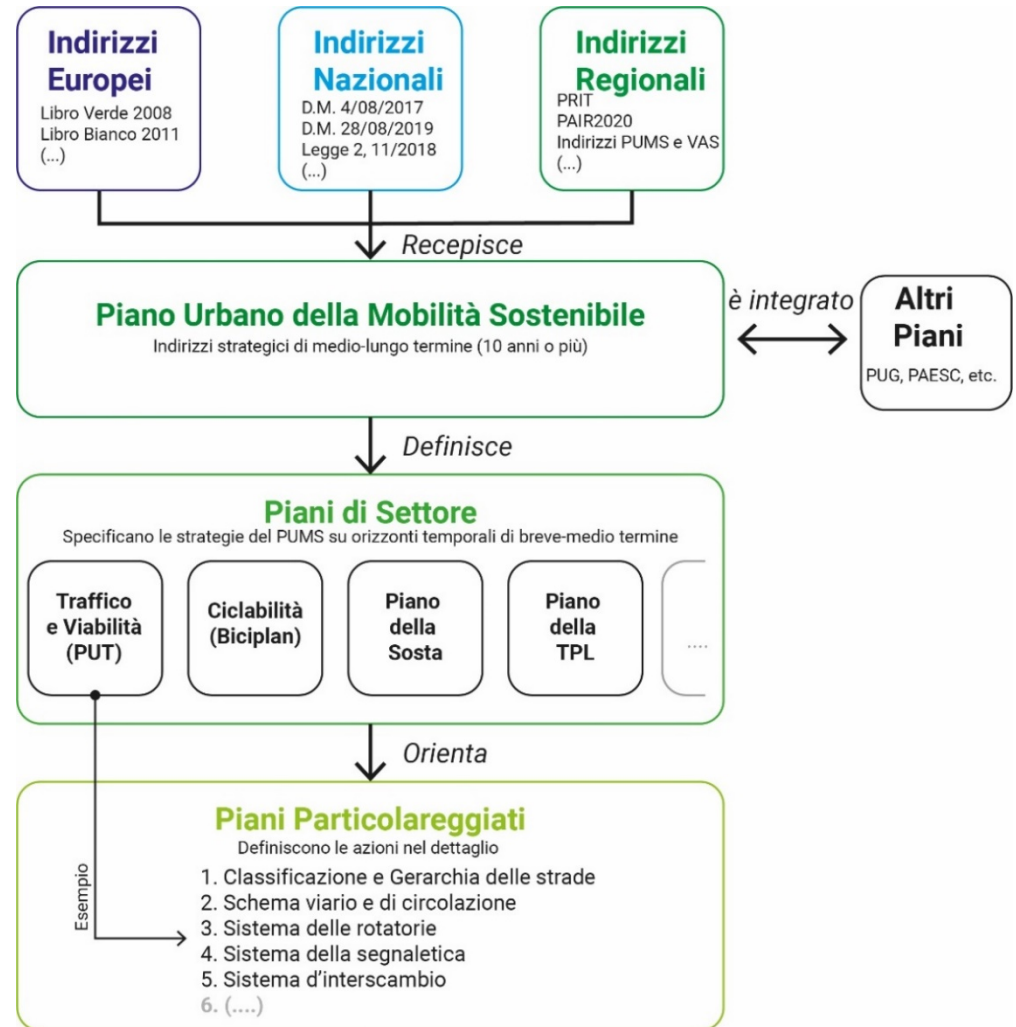 Indirizzi
Europei
Libro Verde 2008
Libro Bianco 2011
(...)
Indirizzi
Nazionali
D.M. 4/08/2017
D.M. 28/08/2019
Legge 2, 11/2018
(...)
Indirizzi
Regionali
PRIT
PAIR2020
Indirizzi PUMS e VAS
(...)
Recepisce
Piano Urbano della Mobilità Sostenibile
Indirizzi strategici di medio-lungo termine (10 anni o più)
è integrato
Altri
Piani
PUG, PAESC, etc.
Definisce
Piani di Settore
Specificano le strategie del PUMS su orizzonti temporali di breve-medio termine
Traffico
e Viabilità
(PUT)
Ciclabilità
(Biciplan)
Piano
della
Sosta
Piano
della
TPL
....
Orienta
Piani Particolareggiati
Definiscono le azioni nel dettaglio
Esempio
1. Classificazione e Gerarchia delle strade
2. Schema viario e di circolazione
3. Sistema delle rotatorie
4. Sistema della segnaletica
5. Sistema d'interscambio
6. (....)